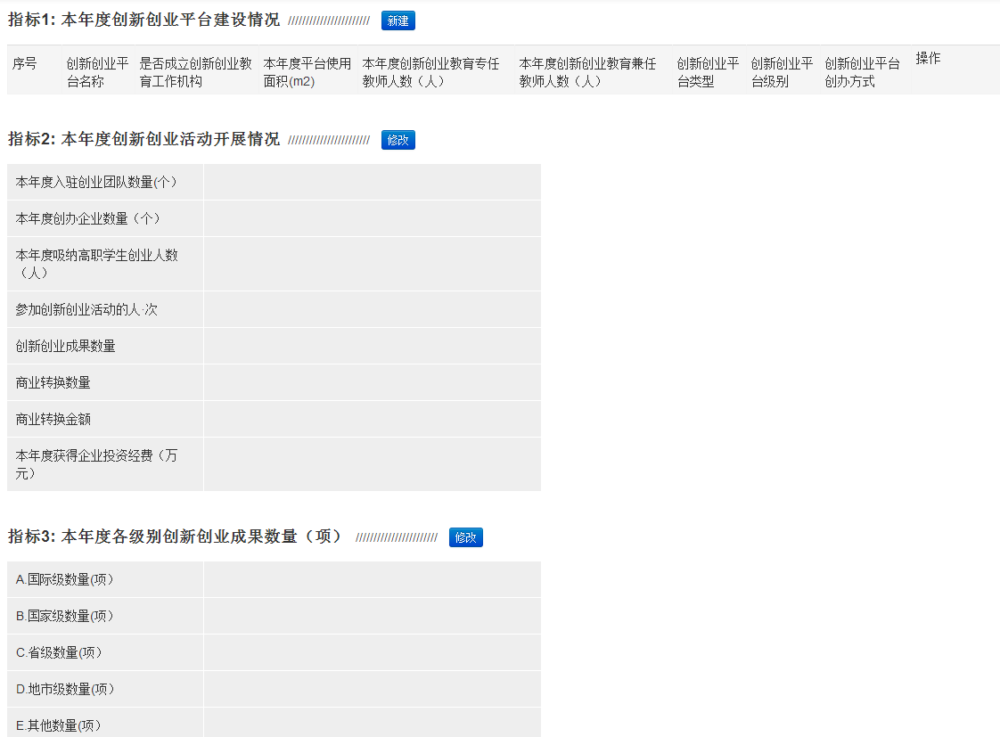 指标1: 本年度创新创业平台建设情况 /////////////////////// 新建
序号 创新创业平台名称 是否成立创新创业教育工作机构 本年度平台使用面积(m2) 本年度创新创业教育专任教师人数（人） 本年度创新创业教育兼任教师人数（人） 创新创业平台类型 创新创业平台级别 创新创业平台创办方式 操作
指标2: 本年度创新创业活动开展情况 /////////////////////// 修改
本年度入驻创业团队数量(个）
本年度创办企业数量（个）
本年度吸纳高职学生创业人数
（人）
参加创新创业活动的人·次
创新创业成果数量
商业转换数量
商业转换金额
本年度获得企业投资经费（万
元）
指标3: 本年度各级别创新创业成果数量（项） /////////////////////// 修改
A.国际级数量(项）
B.国家级数量(项）
C.省级数量(项）
D.地市级数量(项）
E.其他数量(项）